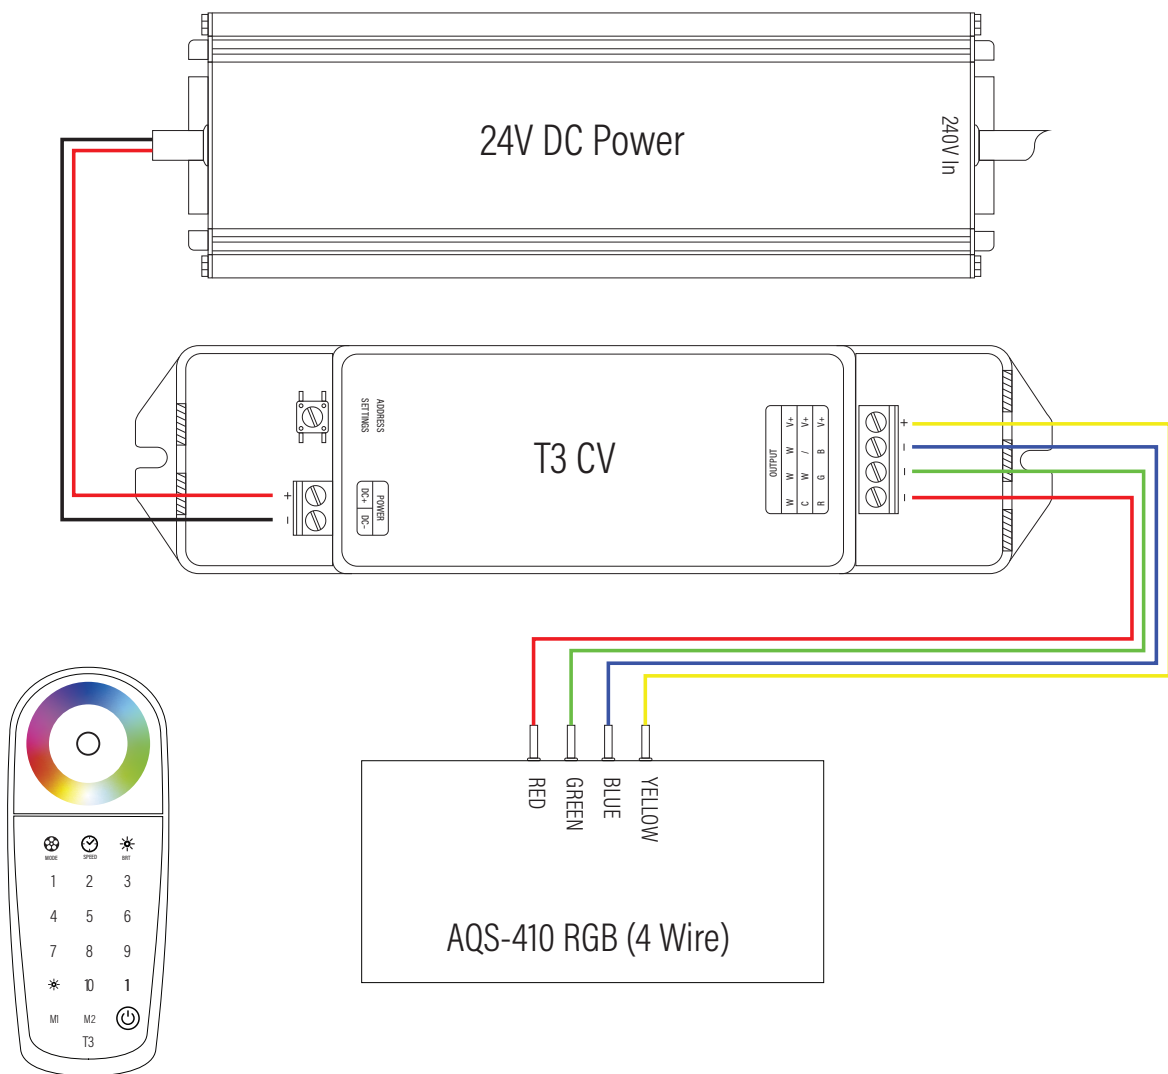 24V DC Power
240V In
ADDRESS
SETTINGS
T3 CV
POWER
DC+ DC-
V+ B G R
V+ / W C
V+ W W W
OUTPUT
+
-
+
-
-
-
RED
GREEN
BLUE
YELLOW
AQS-410 RGB (4 Wire)
MODE SPEED BRT
1 2 3
4 5 6
7 8 9
10 1
M1 M2
T3